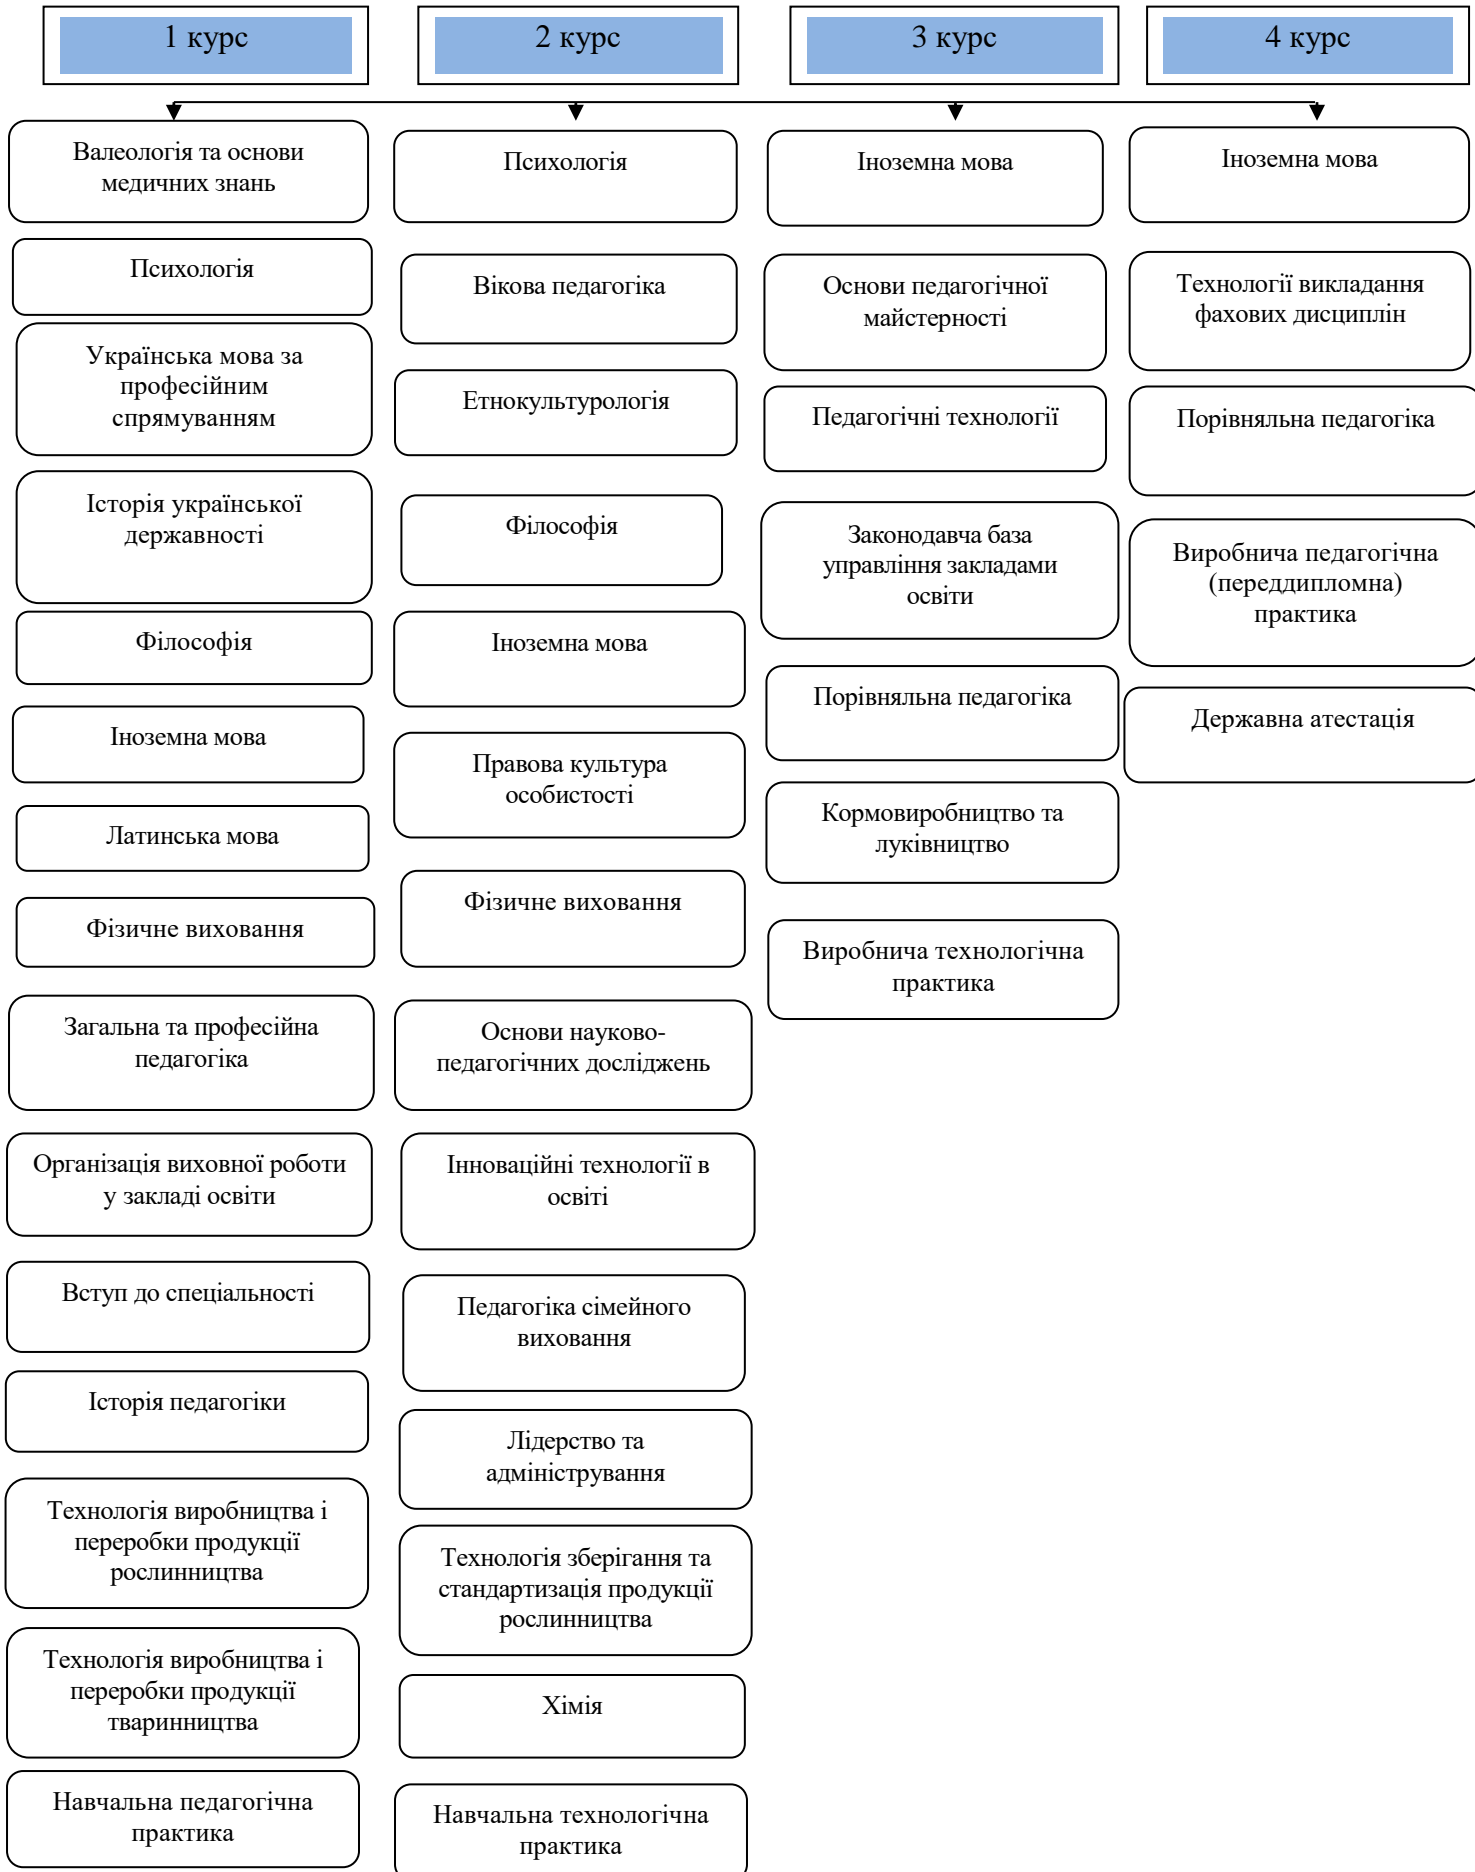 1 курс
2 курс
3 курс
4 курс
Валеологія та основи
медичних знань
Психологія
Українська мова за
професійним
спрямуванням
Історія української
державності
Філософія
Іноземна мова
Латинська мова
Фізичне виховання
Загальна та професійна
педагогіка
Організація виховної роботи
у закладі освіти
Вступ до спеціальності
Історія педагогіки
Технологія виробництва і
переробки продукції
рослинництва
Технологія виробництва і
переробки продукції
тваринництва
Навчальна педагогічна
практика
Психологія
Вікова педагогіка
Етнокультурологія
Філософія
Іноземна мова
Правова культура
особистості
Фізичне виховання
Основи науково-
педагогічних досліджень
Інноваційні технології в
освіті
Педагогіка сімейного
виховання
Лідерство та
адміністрування
Технологія зберігання та
стандартизація продукції
рослинництва
Хімія
Навчальна технологічна
практика
Іноземна мова
Основи педагогічної
майстерності
Педагогічні технології
Законодавча база
управління закладами
освіти
Порівняльна педагогіка
Кормовиробництво та
луківництво
Виробнича технологічна
практика
Іноземна мова
Технології викладання
фахових дисциплін
Порівняльна педагогіка
Виробнича педагогічна
(переддипломна)
практика
Державна атестація